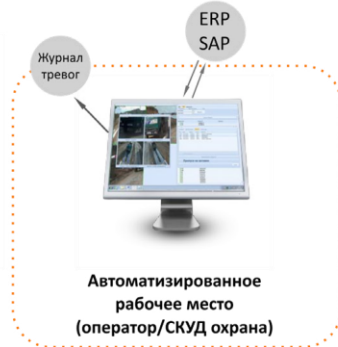 ERP
SAP
Журнал
тревог
Автоматизированное
рабочее место
(оператор/СКУД охрана)